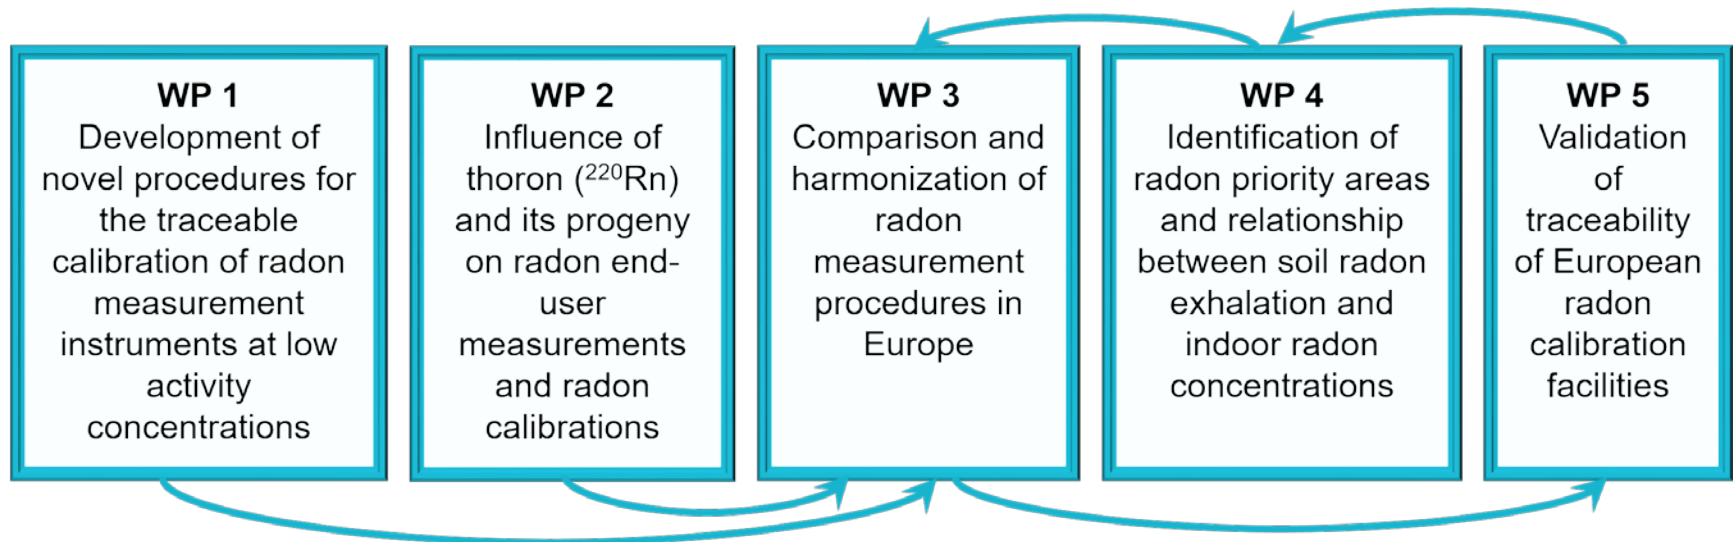 WP 1
Development of
novel procedures for
the traceable
calibration of radon
measurement
instruments at low
activity
concentrations
WP 2
Influence of
thoron (²²⁰Rn)
and its progeny
on radon end-
user
measurements
and radon
calibrations
WP 3
Comparison and
harmonization of
radon
measurement
procedures in
Europe
WP 4
Identification of
radon priority areas
and relationship
between soil radon
exhalation and
indoor radon
concentrations
WP 5
Validation
of
traceability
of European
radon
calibration
facilities